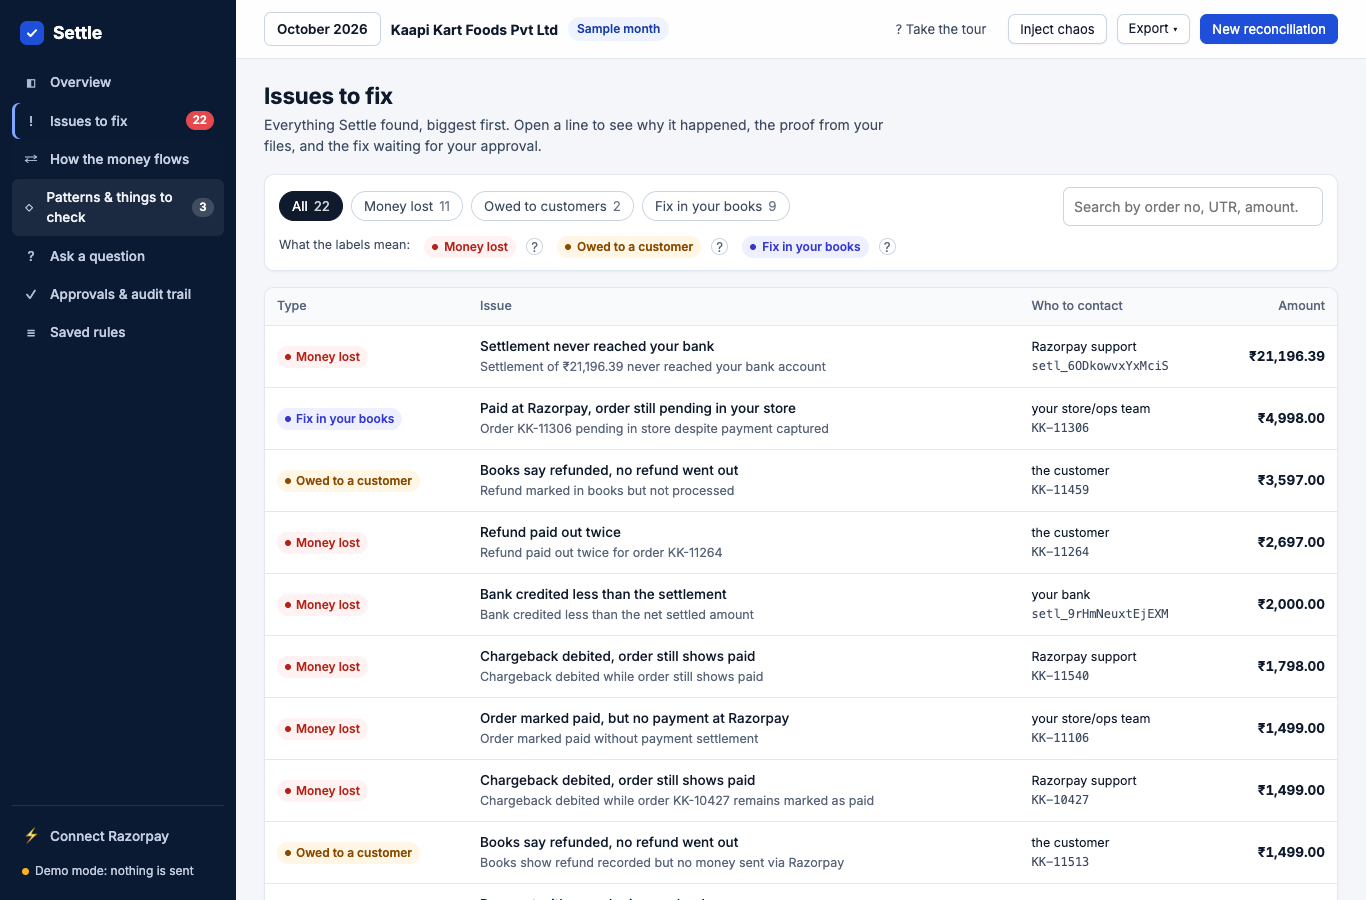 Settle
Overview
Issues to fix 22
How the money flows
Patterns & things to
check
3
Ask a question
Approvals & audit trail
Saved rules
Connect Razorpay
Demo mode: nothing is sent
October 2026 Kaapi Kart Foods Pvt Ltd Sample month ? Take the tour Inject chaos Export New reconciliation
Issues to fix
Everything Settle found, biggest first. Open a line to see why it happened, the proof from your
files, and the fix waiting for your approval.
All 22 Money lost 11 Owed to customers 2 Fix in your books 9 Search by order no, UTR, amount.
What the labels mean: Money lost ? Owed to a customer ? Fix in your books ?
Type Issue Who to contact Amount
Money lost
Settlement never reached your bank
Settlement of ₹21,196.39 never reached your bank account
Razorpay support
setl_6ODkowvxYxMciS
₹21,196.39
Fix in your books
Paid at Razorpay, order still pending in your store
Order KK-11306 pending in store despite payment captured
your store/ops team
KK-11306
₹4,998.00
Owed to a customer
Books say refunded, no refund went out
Refund marked in books but not processed
the customer
KK-11459
₹3,597.00
Money lost
Refund paid out twice
Refund paid out twice for order KK-11264
the customer
KK-11264
₹2,697.00
Money lost
Bank credited less than the settlement
Bank credited less than the net settled amount
your bank
setl_9rHmNeuxtEjEXM
₹2,000.00
Money lost
Chargeback debited, order still shows paid
Chargeback debited while order still shows paid
Razorpay support
KK-11540
₹1,798.00
Money lost
Order marked paid, but no payment at Razorpay
Order marked paid without payment settlement
your store/ops team
KK-11106
₹1,499.00
Money lost
Chargeback debited, order still shows paid
Chargeback debited while order KK-10427 remains marked as paid
Razorpay support
KK-10427
₹1,499.00
Owed to a customer
Books say refunded, no refund went out
Books show refund recorded but no money sent via Razorpay
the customer
KK-11513
₹1,499.00